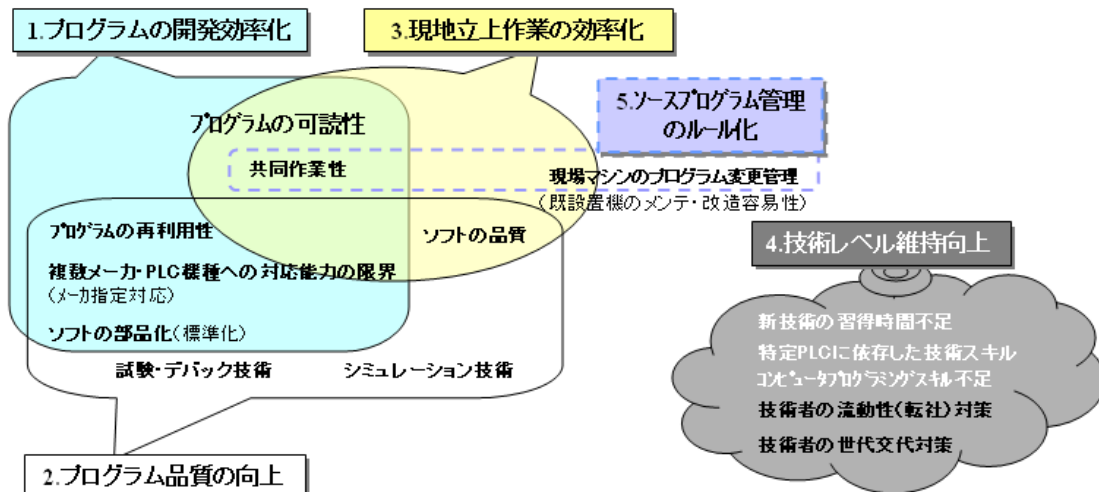 1.プログラムの開発効率化
3.現地立上作業の効率化
5.ソースプログラム管理
のルール化
プログラムの可読性
共同作業性
現場マシンのプログラム変更管理
(既設置機のメンテ・改造容易性)
プログラムの再利用性
ソフトの品質
4.技術レベル維持向上
複数メーカ・PLC機種への対応能力の限界
(メーカ指定対応)
ソフトの部品化(標準化)
試験・デバック技術
シミュレーション技術
新技術の習得時間不足
特定PLCに依存した技術スキル
コンピュータプログラミングスキル不足
技術者の流動性(転社)対策
技術者の世代交代対策
2.プログラム品質の向上